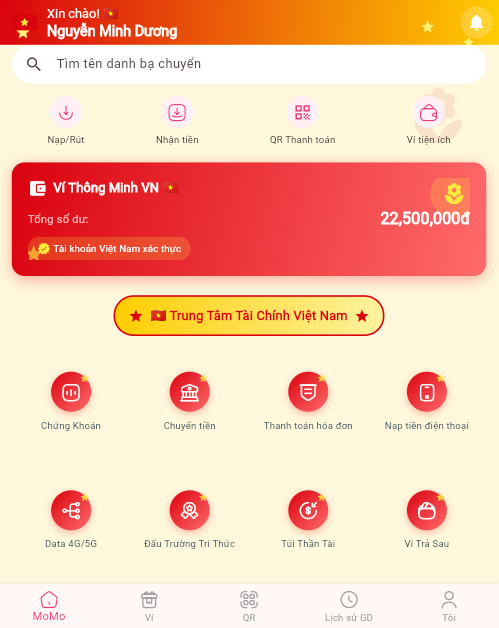 Xin chào! 🇻🇳
Nguyễn Minh Dương
Tìm tên danh bạ chuyển
Nạp/Rút
Nhận tiền
QR Thanh toán
Ví tiện ích
Ví Thông Minh VN 🇻🇳
Tổng số dư:
22,500,000đ
Tài khoản Việt Nam xác thực
🇻🇳 Trung Tâm Tài Chính Việt Nam
Chứng Khoán
Chuyển tiền
Thanh toán hóa đơn
Nạp tiền điện thoại
Data 4G/5G
Đấu Trường Tri Thức
Túi Thần Tài
Ví Trả Sau
MoMo
Ví
QR
Lịch sử GD
Tôi